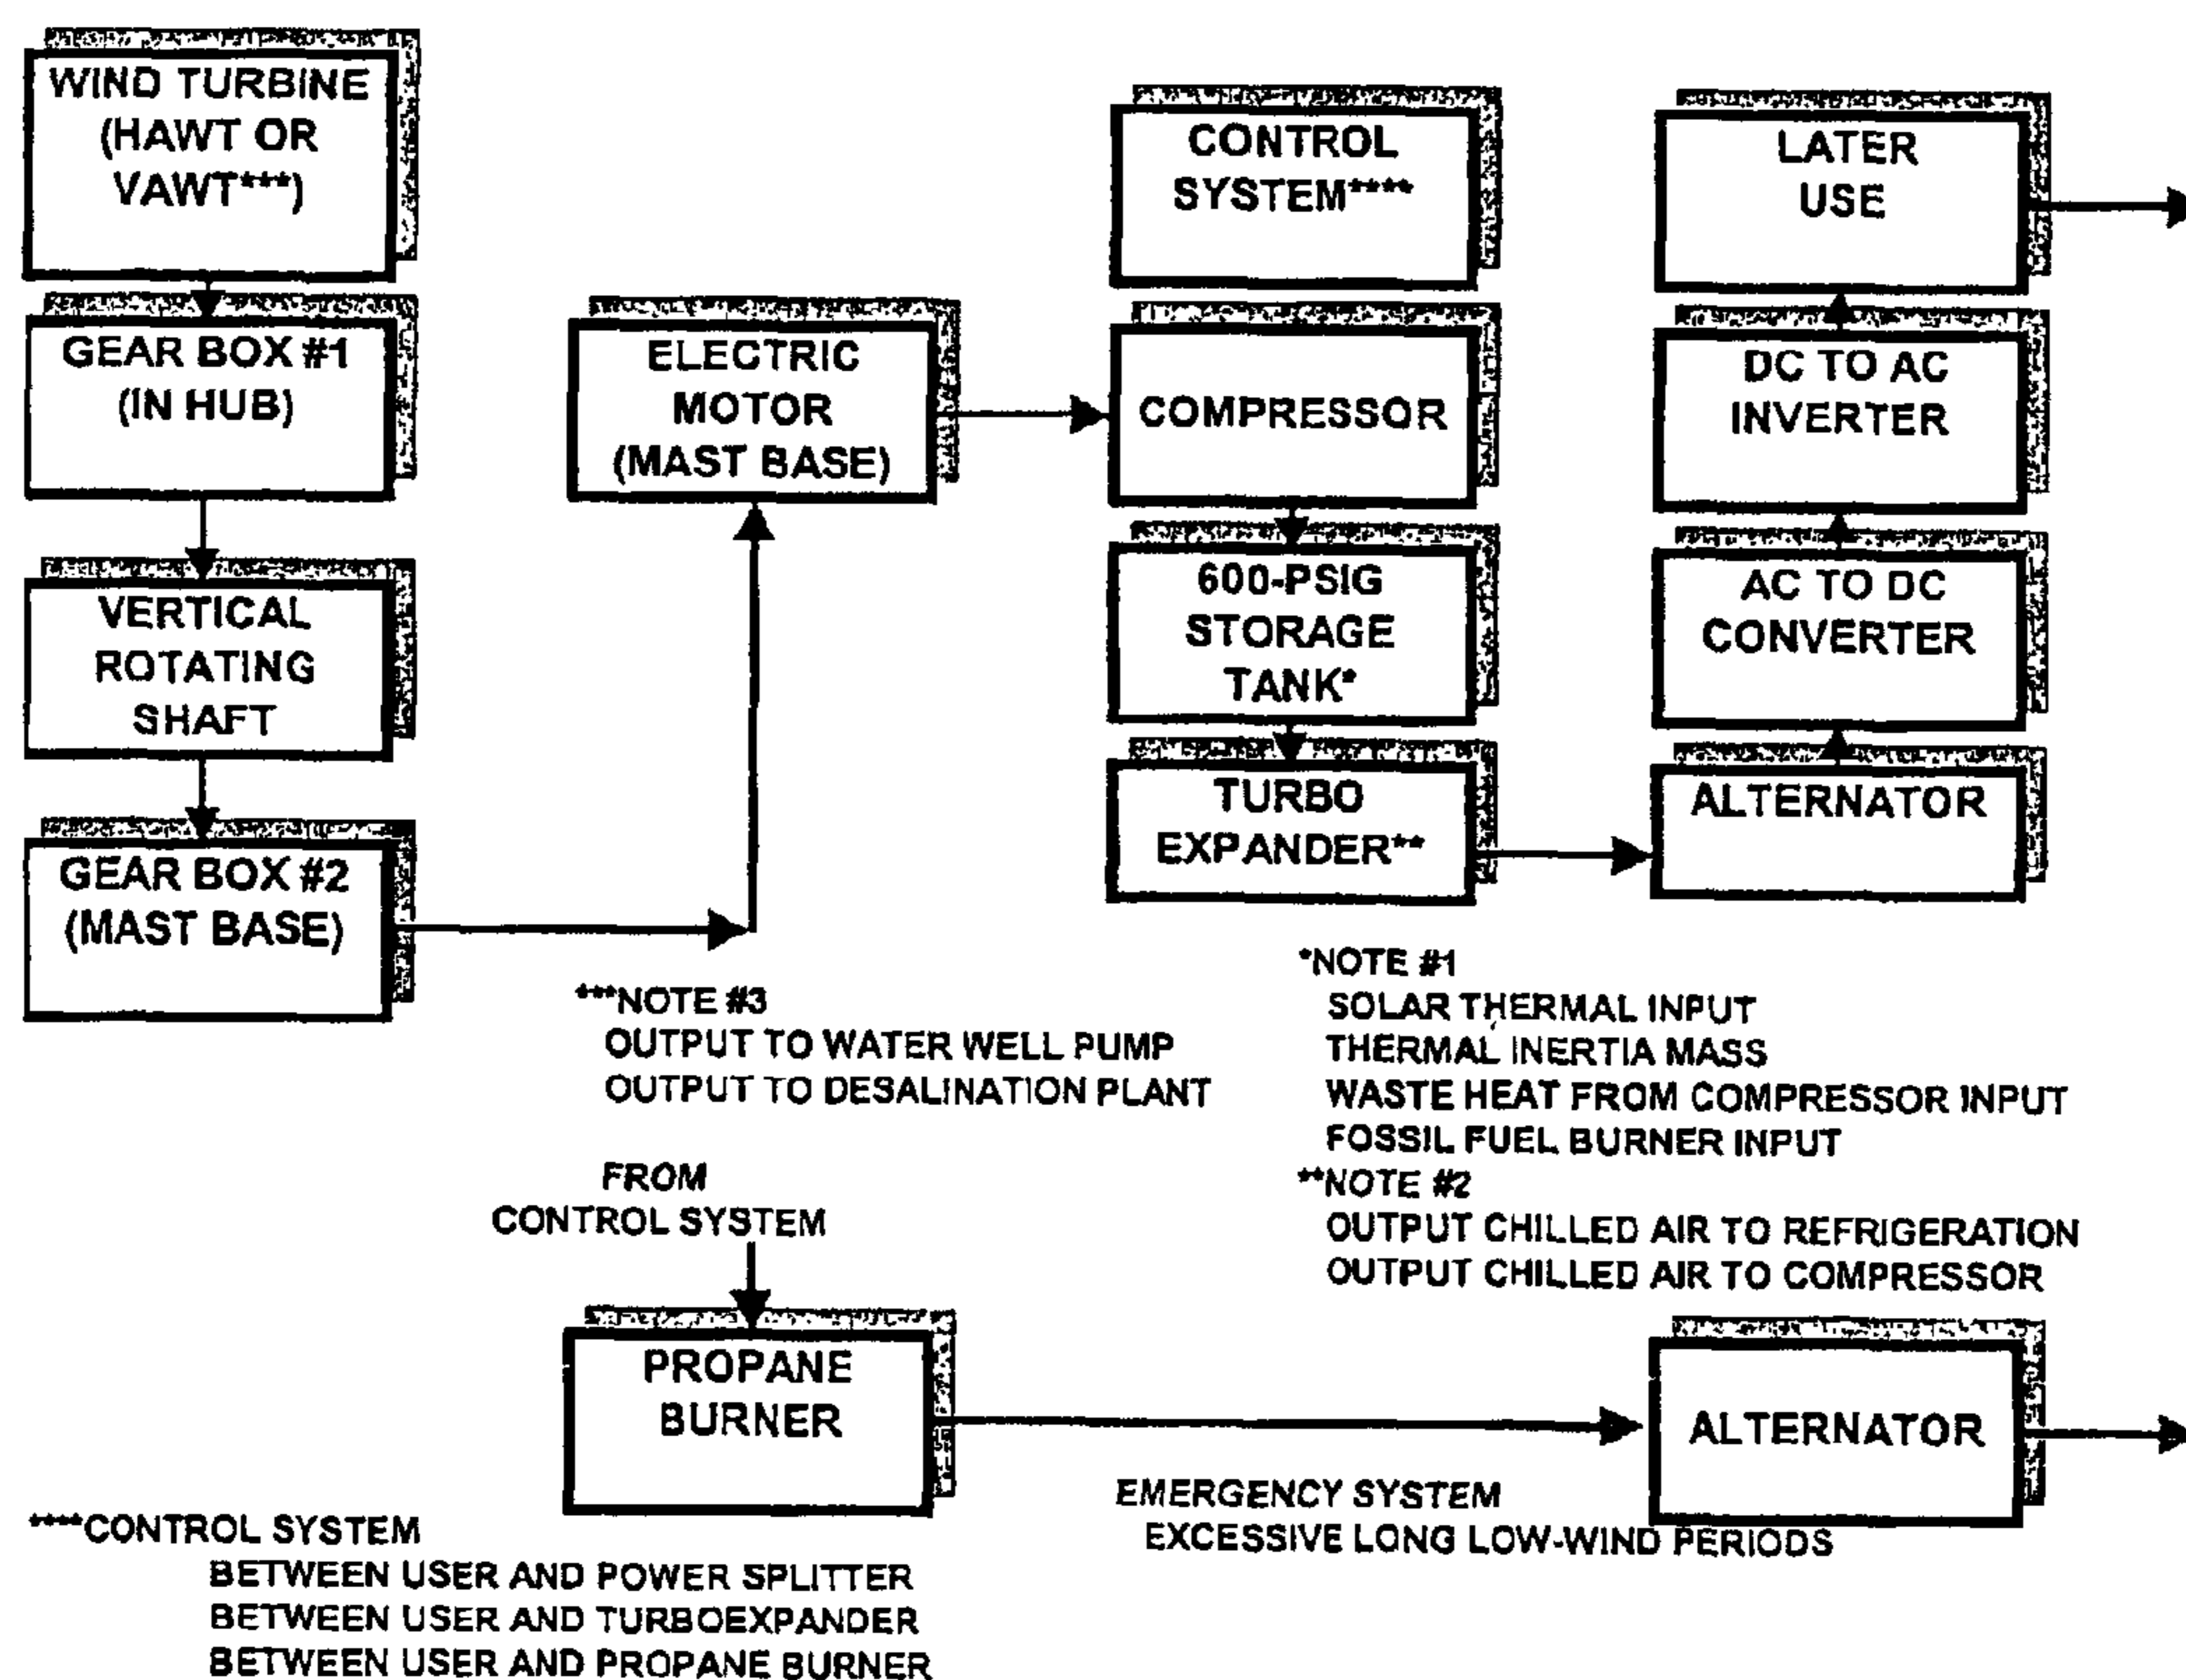 WIND TURBINE
(HAWT OR
VAWT***)
GEAR BOX #1
(IN HUB)
VERTICAL
ROTATING
SHAFT
GEAR BOX #2
(MAST BASE)
ELECTRIC
MOTOR
(MAST BASE)
CONTROL
SYSTEM****
COMPRESSOR
600-PSIG
STORAGE
TANK*
TURBO
EXPANDER**
LATER
USE
DC TO AC
INVERTER
AC TO DC
CONVERTER
ALTERNATOR
***NOTE #3
OUTPUT TO WATER WELL PUMP
OUTPUT TO DESALINATION PLANT
*NOTE #1
SOLAR THERMAL INPUT
THERMAL INERTIA MASS
WASTE HEAT FROM COMPRESSOR INPUT
FOSSIL FUEL BURNER INPUT
**NOTE #2
OUTPUT CHILLED AIR TO REFRIGERATION
OUTPUT CHILLED AIR TO COMPRESSOR
FROM
CONTROL SYSTEM
PROPANE
BURNER
ALTERNATOR
EMERGENCY SYSTEM
EXCESSIVE LONG LOW-WIND PERIODS
****CONTROL SYSTEM
BETWEEN USER AND POWER SPLITTER
BETWEEN USER AND TURBOEXPANDER
BETWEEN USER AND PROPANE BURNER